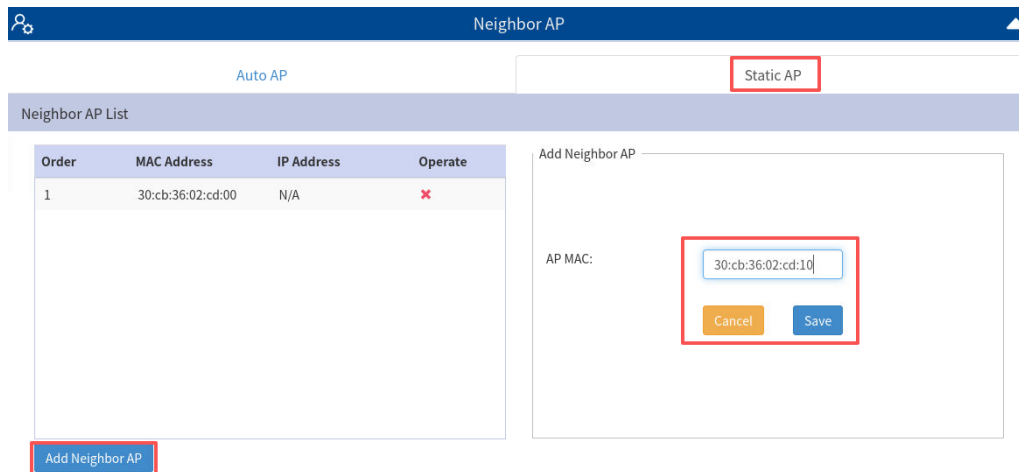 Neighbor AP
Auto AP
Static AP
Neighbor AP List
Order MAC Address IP Address Operate
1 30:cb:36:02:cd:00 N/A
Add Neighbor AP
AP MAC: 30:cb:36:02:cd:10
Cancel Save
Add Neighbor AP